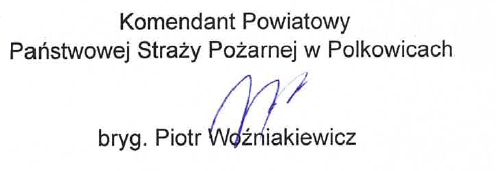 Komendant Powiatowy
Państwowej Straży Pożarnej w Polkowicach
bryg. Piotr Woźniakiewicz